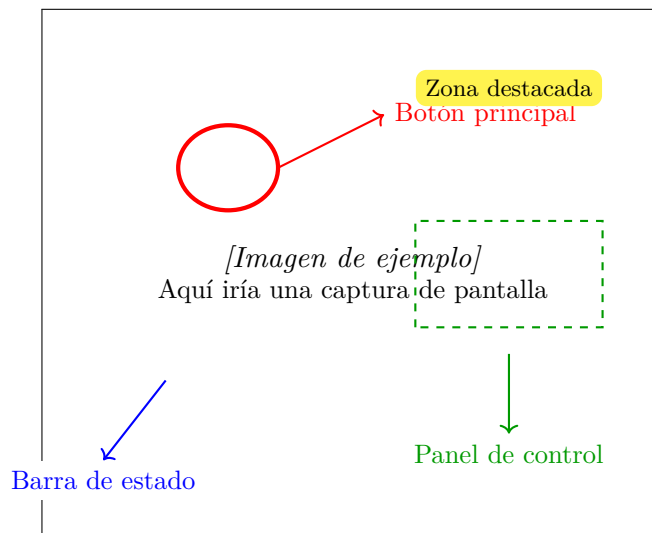 Zona destacada
Botón principal
[Imagen de ejemplo]
Aquí iría una captura de pantalla
Panel de control
Barra de estado